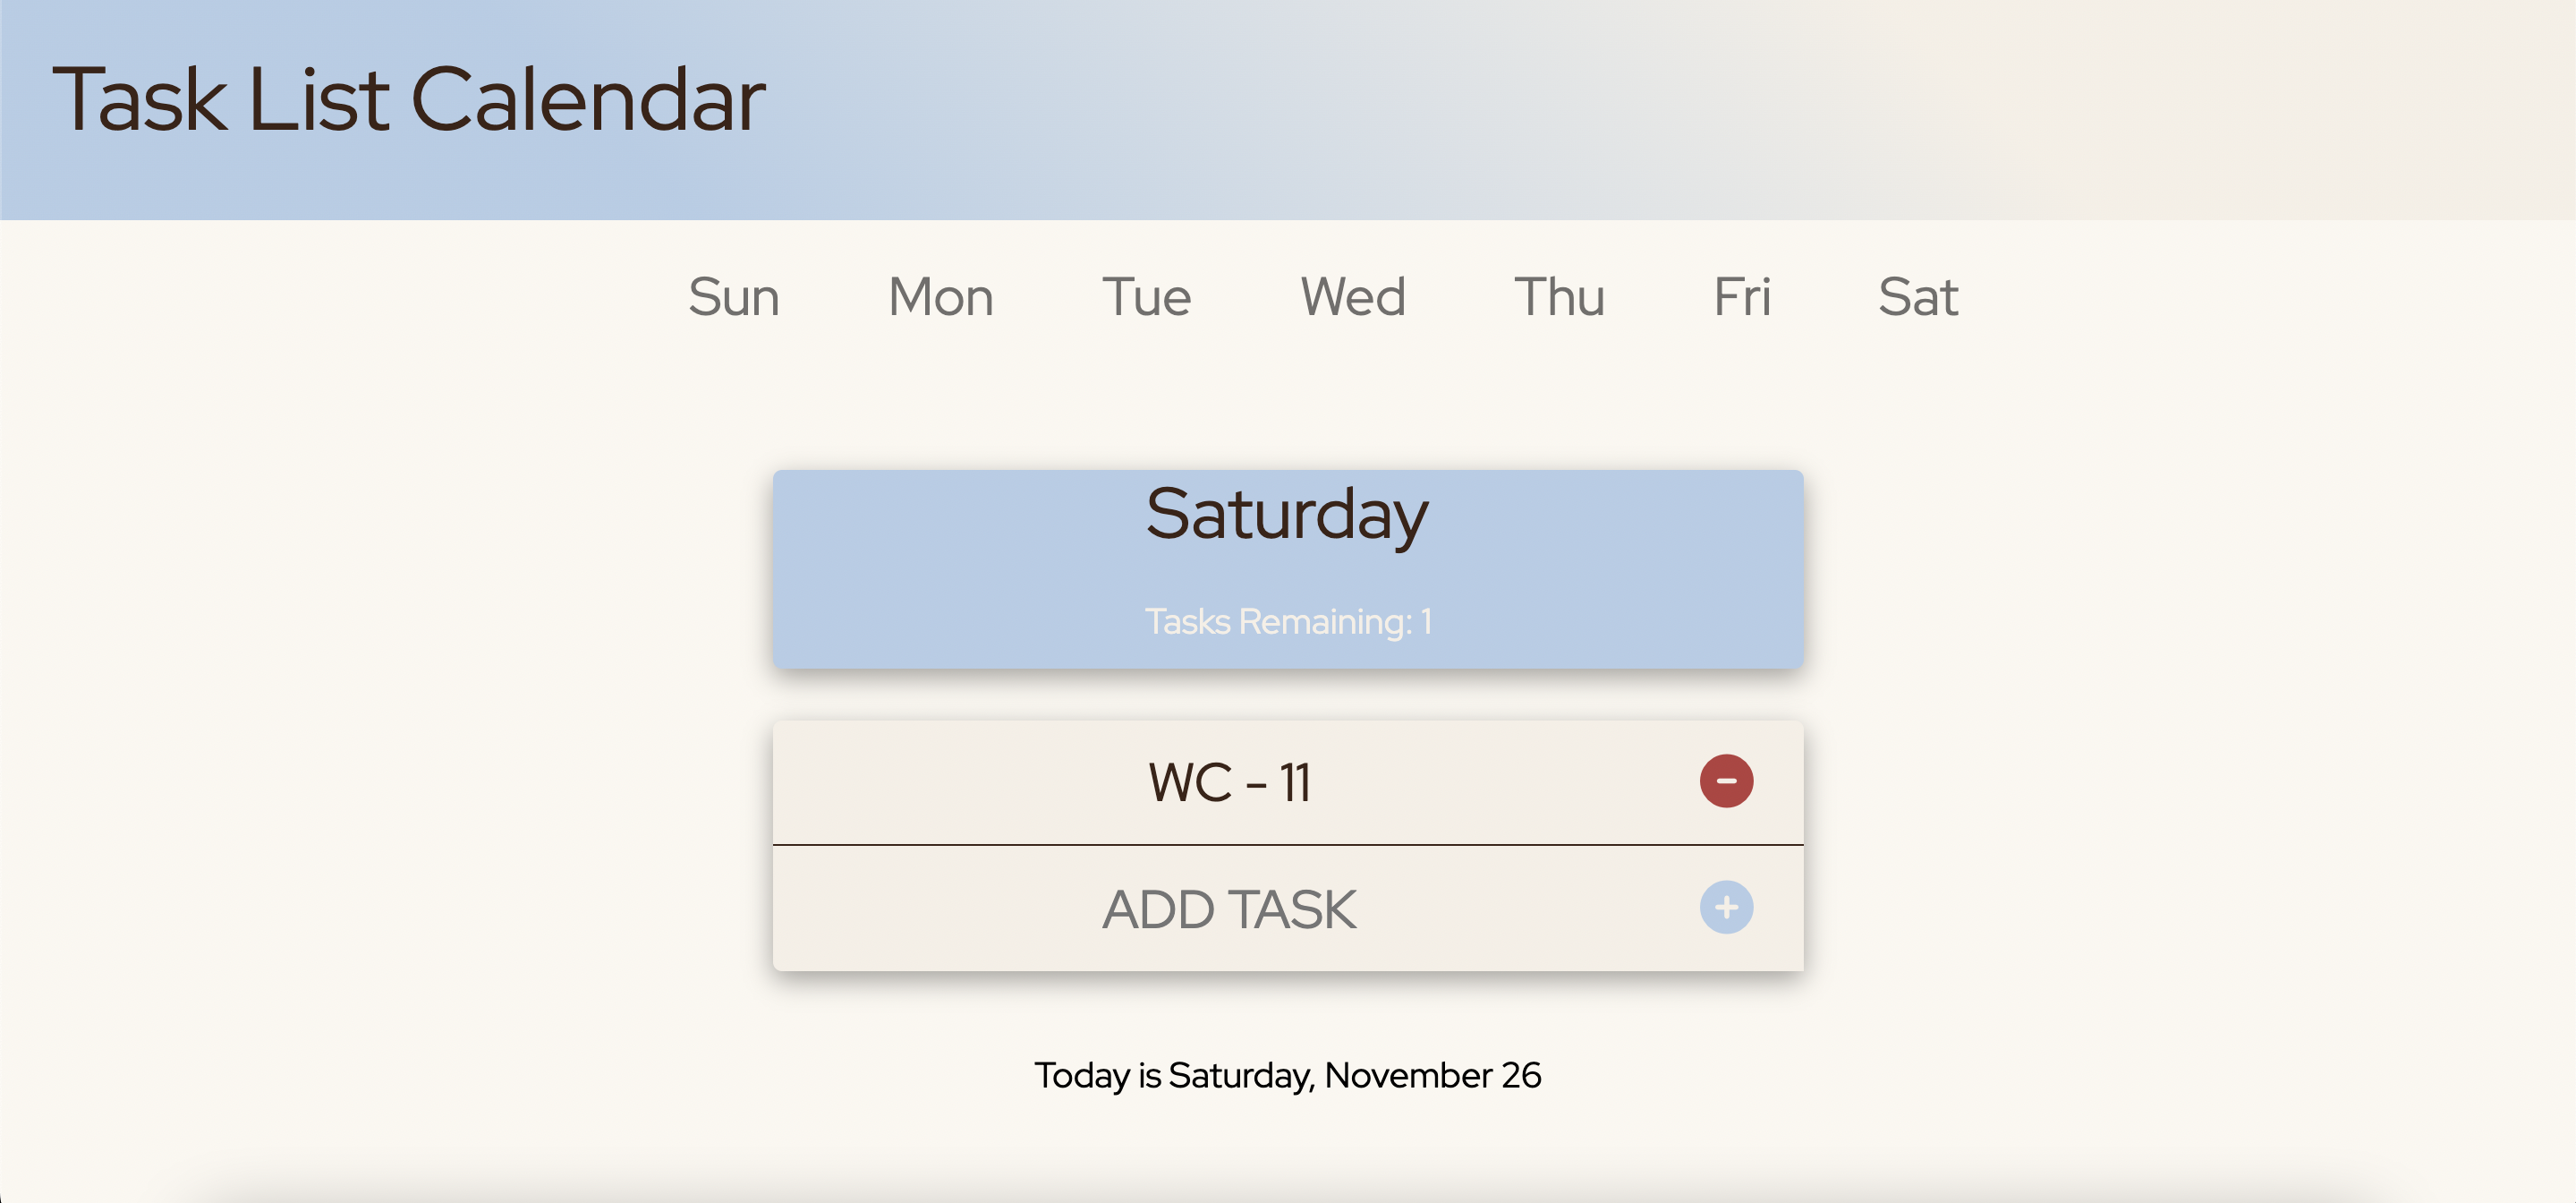 Task List Calendar
Sun Mon Tue Wed Thu Fri Sat
Saturday
Tasks Remaining: 1
WC - 11
ADD TASK
Today is Saturday, November 26